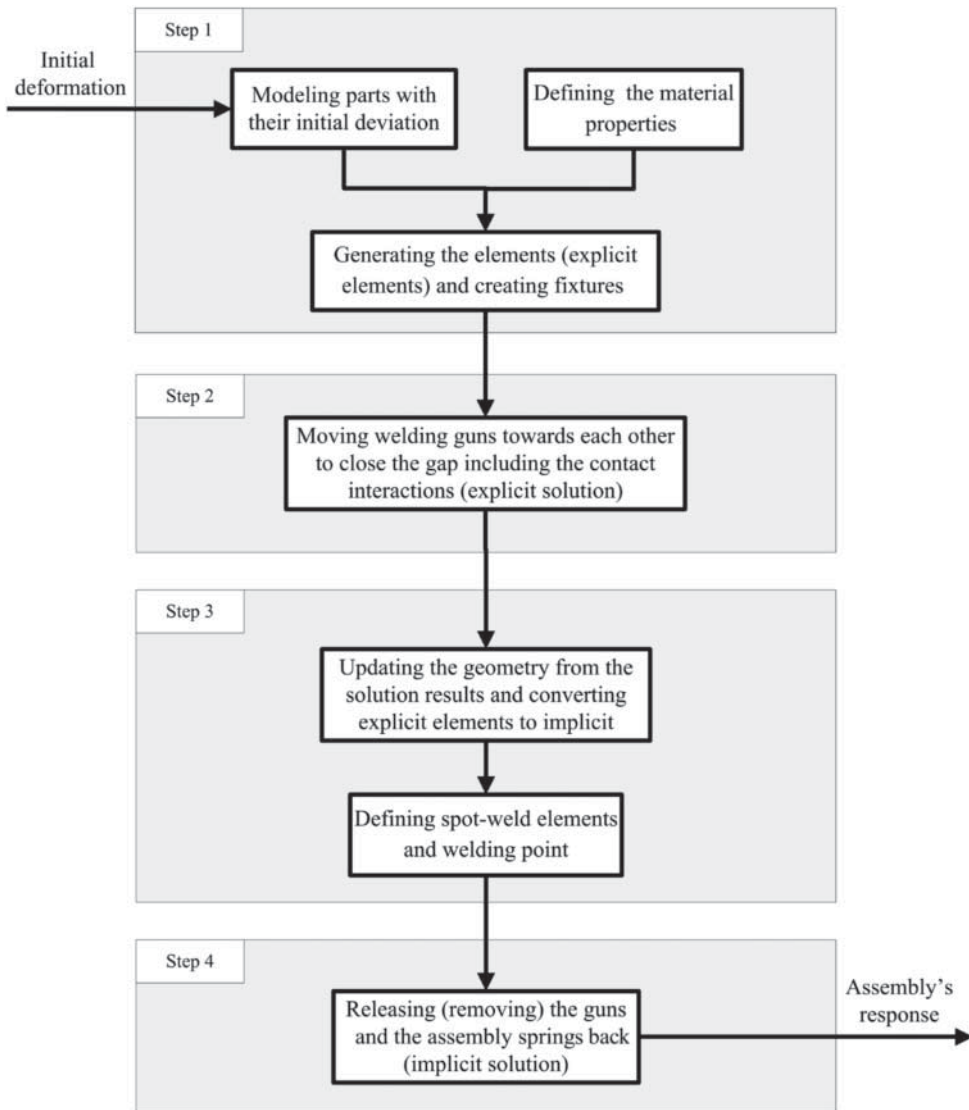 Step 1
Initial
deformation
Modeling parts with
their initial deviation
Defining the material
properties
Generating the elements (explicit
elements) and creating fixtures
Step 2
Moving welding guns towards each other
to close the gap including the contact
interactions (explicit solution)
Step 3
Updating the geometry from the
solution results and converting
explicit elements to implicit
Defining spot-weld elements
and welding point
Step 4
Releasing (removing) the guns
and the assembly springs back
(implicit solution)
Assembly's
response